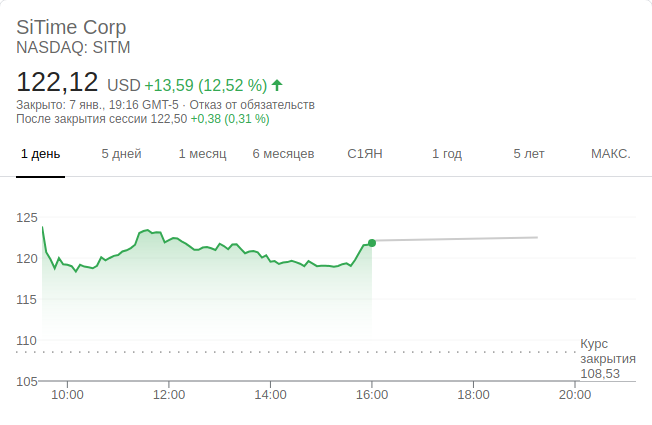 SiTime Corp
NASDAQ: SITM
122,12 USD +13,59 (12,52 %)
Закрыто: 7 янв., 19:16 GMT-5 · Отказ от обязательств
После закрытия сессии 122,50 +0,38 (0,31 %)
1 день 5 дней 1 месяц 6 месяцев С1ЯН 1 год 5 лет МАКС.
125
120
115
110
Курс
закрытия
108,53
105
10:00 12:00 14:00 16:00 18:00 20:00